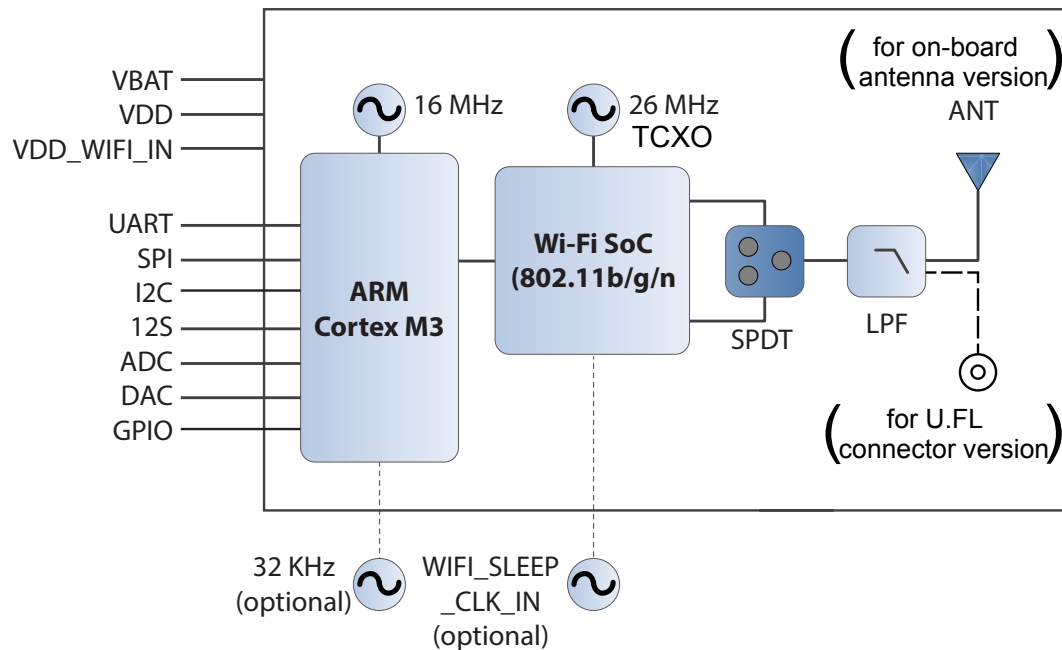 VBAT
VDD
VDD_WIFI_IN
UART
SPI
I2C
12S
ADC
DAC
GPIO
16 MHz
ARM
Cortex M3
26 MHz
TCXO
Wi-Fi SoC
(802.11b/g/n
SPDT
LPF
(for on-board
antenna version)
ANT
(for U.FL
connector version)
32 KHz
(optional)
WIFI_SLEEP
_CLK_IN
(optional)